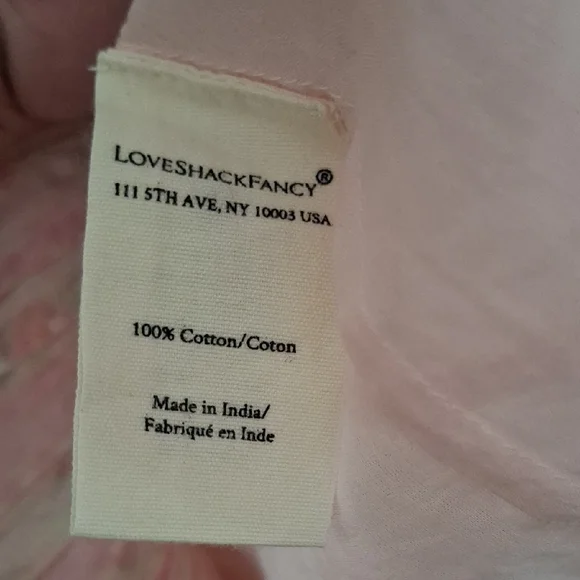 LOVESHACKFANCY®
111 5TH AVE, NY 10003 USA
100% Cotton/Coton
Made in India/
Fabriqué en Inde